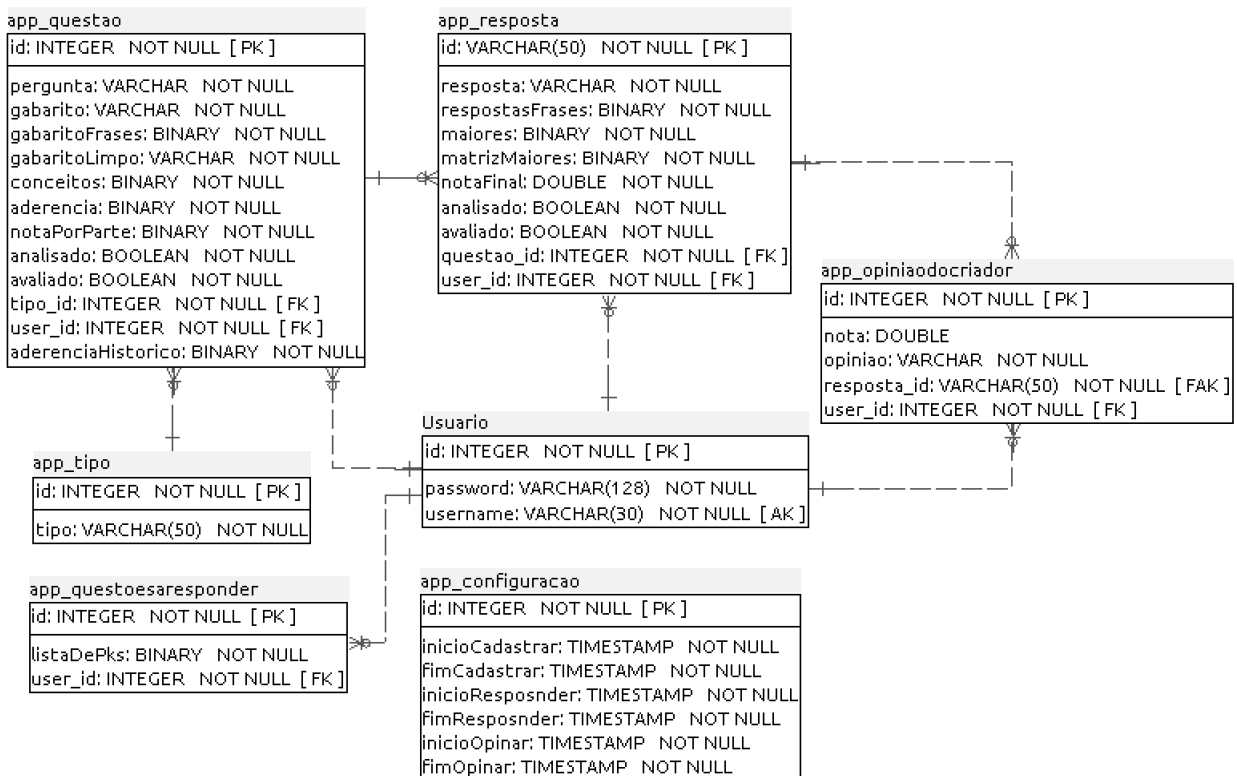 app_questao
id: INTEGER NOT NULL [ PK ]
pergunta: VARCHAR NOT NULL
gabarito: VARCHAR NOT NULL
gabaritoFrases: BINARY NOT NULL
gabaritoLimpo: VARCHAR NOT NULL
conceitos: BINARY NOT NULL
aderencia: BINARY NOT NULL
notaPorParte: BINARY NOT NULL
analisado: BOOLEAN NOT NULL
avaliado: BOOLEAN NOT NULL
tipo_id: INTEGER NOT NULL [ FK ]
user_id: INTEGER NOT NULL [ FK ]
aderenciaHistorico: BINARY NOT NULL
app_resposta
id: VARCHAR(50) NOT NULL [ PK ]
resposta: VARCHAR NOT NULL
respostasFrases: BINARY NOT NULL
maiores: BINARY NOT NULL
matrizMaiores: BINARY NOT NULL
notaFinal: DOUBLE NOT NULL
analisado: BOOLEAN NOT NULL
avaliado: BOOLEAN NOT NULL
questao_id: INTEGER NOT NULL [ FK ]
user_id: INTEGER NOT NULL [ FK ]
app_opiniaodocriador
id: INTEGER NOT NULL [ PK ]
nota: DOUBLE
opiniao: VARCHAR NOT NULL
resposta_id: VARCHAR(50) NOT NULL [ FAK ]
user_id: INTEGER NOT NULL [ FK ]
app_tipo
id: INTEGER NOT NULL [ PK ]
tipo: VARCHAR(50) NOT NULL
Usuario
id: INTEGER NOT NULL [ PK ]
password: VARCHAR(128) NOT NULL
username: VARCHAR(30) NOT NULL [ AK ]
app_questoesaresponder
id: INTEGER NOT NULL [ PK ]
listaDePks: BINARY NOT NULL
user_id: INTEGER NOT NULL [ FK ]
app_configuracao
id: INTEGER NOT NULL [ PK ]
inicioCadastrar: TIMESTAMP NOT NULL
fimCadastrar: TIMESTAMP NOT NULL
inicioResposnder: TIMESTAMP NOT NULL
fimResposnder: TIMESTAMP NOT NULL
inicioOpinar: TIMESTAMP NOT NULL
fimOpinar: TIMESTAMP NOT NULL